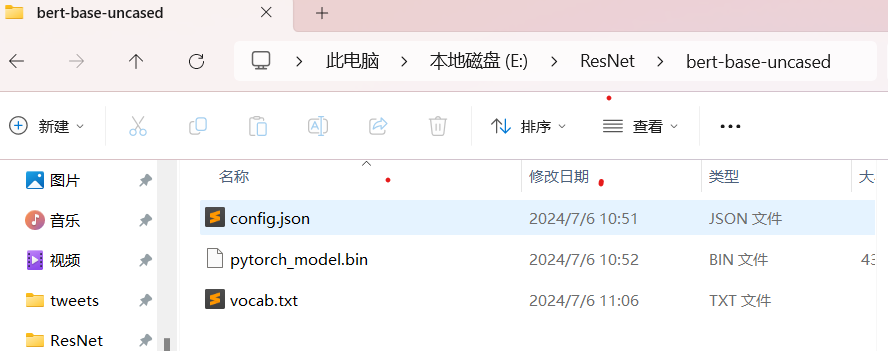 bert-base-uncased
此电脑 本地磁盘 (E:) ResNet bert-base-uncased
新建 排序 查看
名称 修改日期 类型
图片
config.json 2024/7/6 10:51 JSON 文件
音乐
视频
pytorch_model.bin 2024/7/6 10:52 BIN 文件 43
tweets
vocab.txt 2024/7/6 11:06 TXT 文件
ResNet